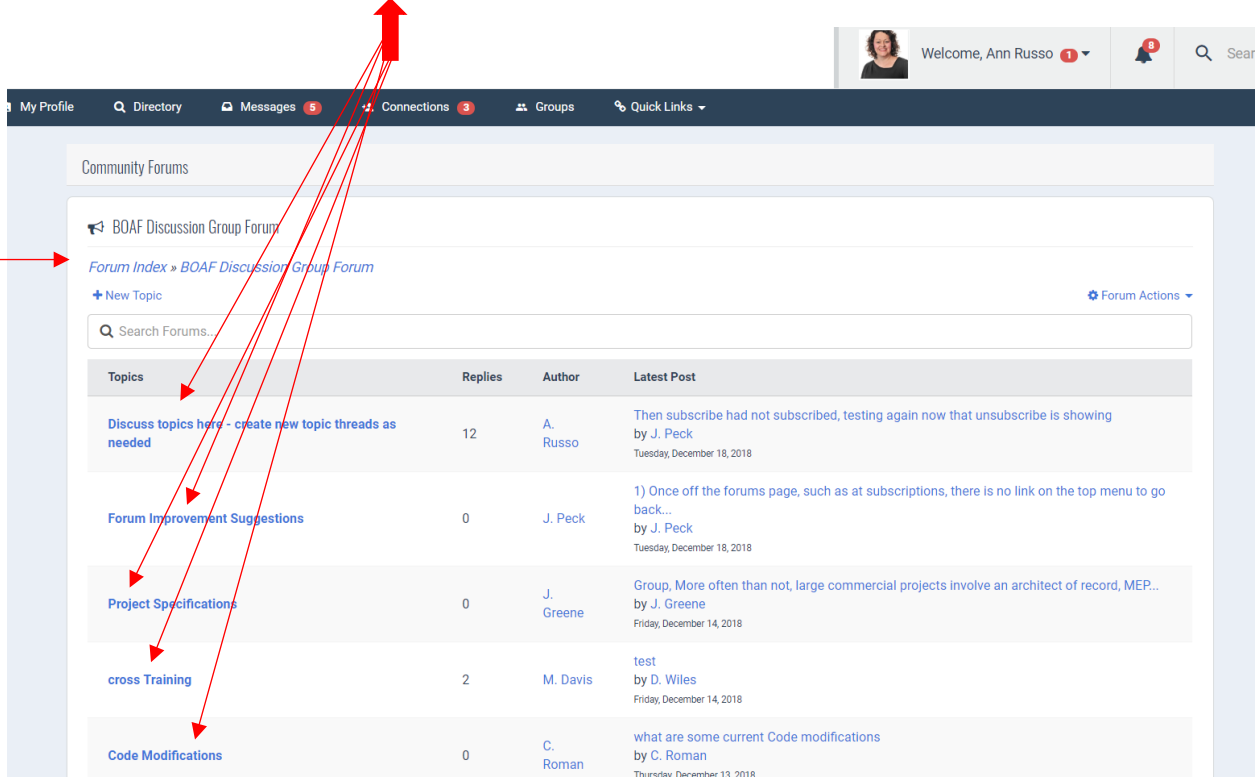 Welcome, Ann Russo 1
8
Sear
My Profile Directory Messages 5 Connections 3 Groups Quick Links
Community Forums
BOAF Discussion Group Forum
Forum Index » BOAF Discussion Group Forum
+ New Topic Forum Actions
Search Forums...
Topics Replies Author Latest Post
Discuss topics here - create new topic threads as
needed
12
A.
Russo
Then subscribe had not subscribed, testing again now that unsubscribe is showing
by J. Peck
Tuesday, December 18, 2018
Forum Improvement Suggestions
0
J. Peck
1) Once off the forums page, such as at subscriptions, there is no link on the top menu to go
back...
by J. Peck
Tuesday, December 18, 2018
Project Specifications
0
J.
Greene
Group, More often than not, large commercial projects involve an architect of record, MEP...
by J. Greene
Friday, December 14, 2018
cross Training
2
M. Davis
test
by D. Wiles
Friday, December 14, 2018
Code Modifications
0
C.
Roman
what are some current Code modifications
by C. Roman
Thursday, December 13, 2018